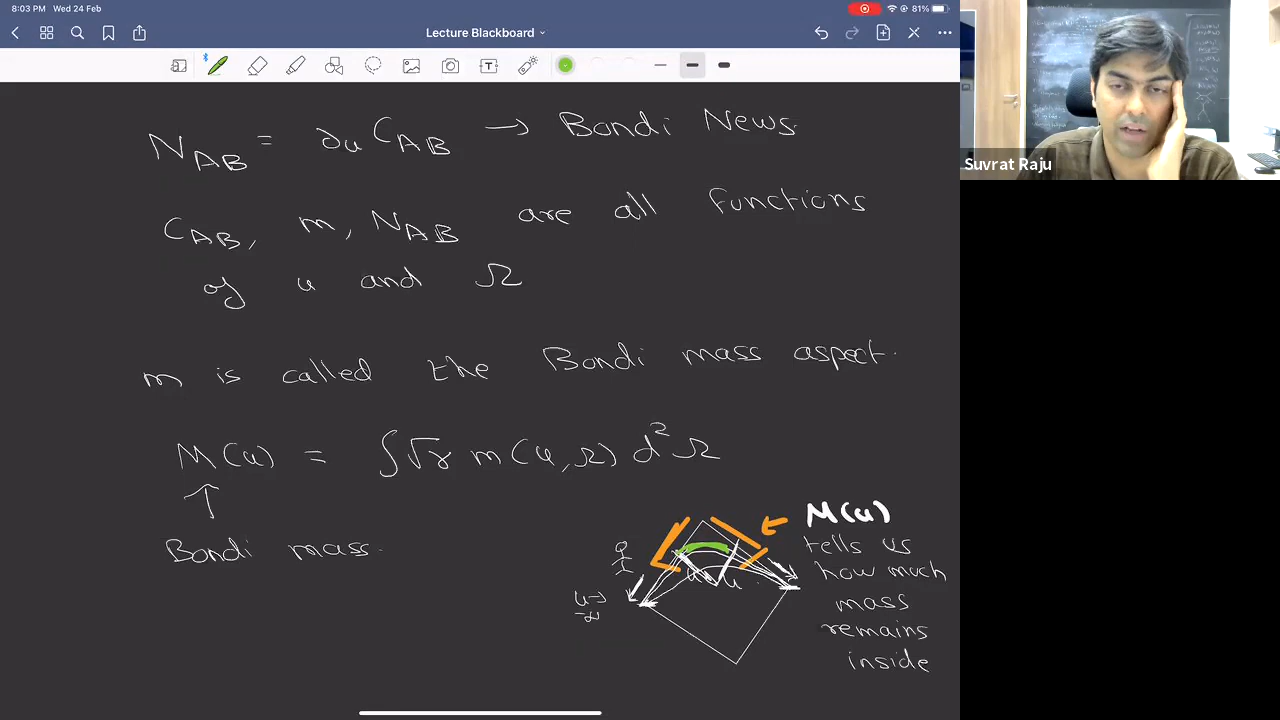 8:03 PM Wed 24 Feb
81%
Lecture Blackboard
N_AB = ∂u C_AB → Bondi News.
C_AB, m, N_AB are all functions
of u and Ω
m is called the Bondi mass aspect.
M(u) = ∫√γ m(u,Ω) d²Ω
↑
Bondi mass.
M(u)
tells us
how much
mass
remains
inside
u u
u→
-∞
Suvrat Raju